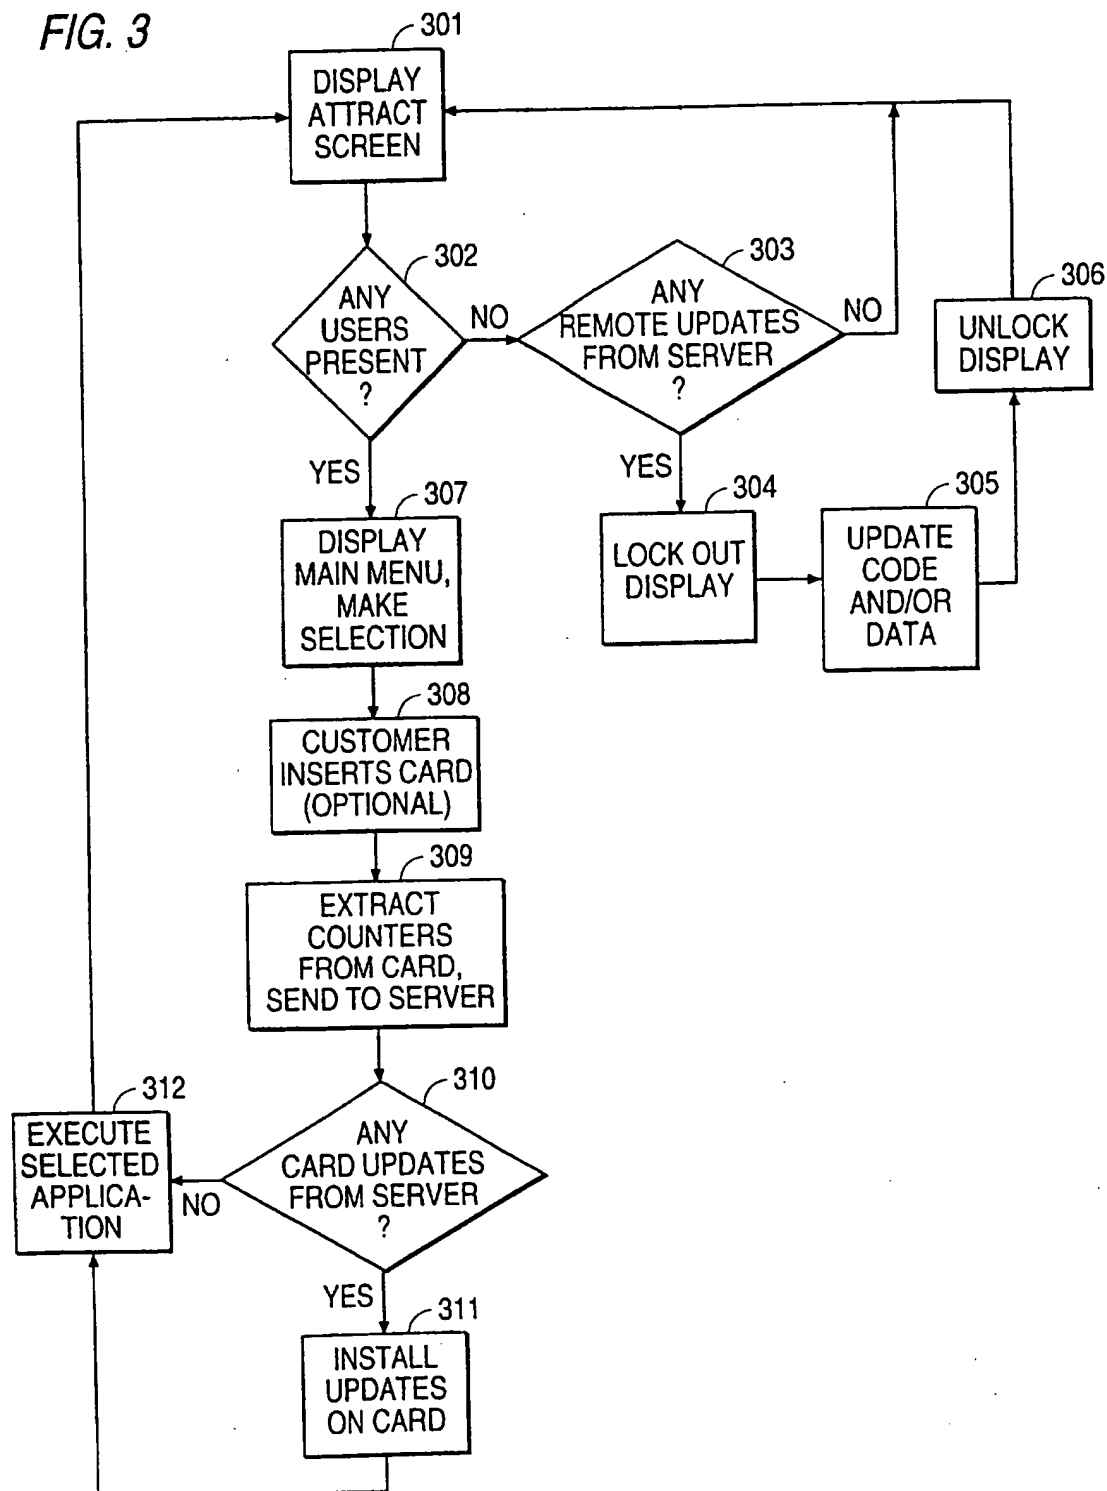 FIG. 3
301
DISPLAY
ATTRACT
SCREEN
302
ANY
USERS
PRESENT
?
NO
303
ANY
REMOTE UPDATES
FROM SERVER
?
NO
306
UNLOCK
DISPLAY
YES
307
DISPLAY
MAIN MENU,
MAKE
SELECTION
YES
304
LOCK OUT
DISPLAY
305
UPDATE
CODE
AND/OR
DATA
308
CUSTOMER
INSERTS CARD
(OPTIONAL)
309
EXTRACT
COUNTERS
FROM CARD,
SEND TO SERVER
310
ANY
CARD UPDATES
FROM SERVER
?
NO
312
EXECUTE
SELECTED
APPLICA-
TION
YES
311
INSTALL
UPDATES
ON CARD